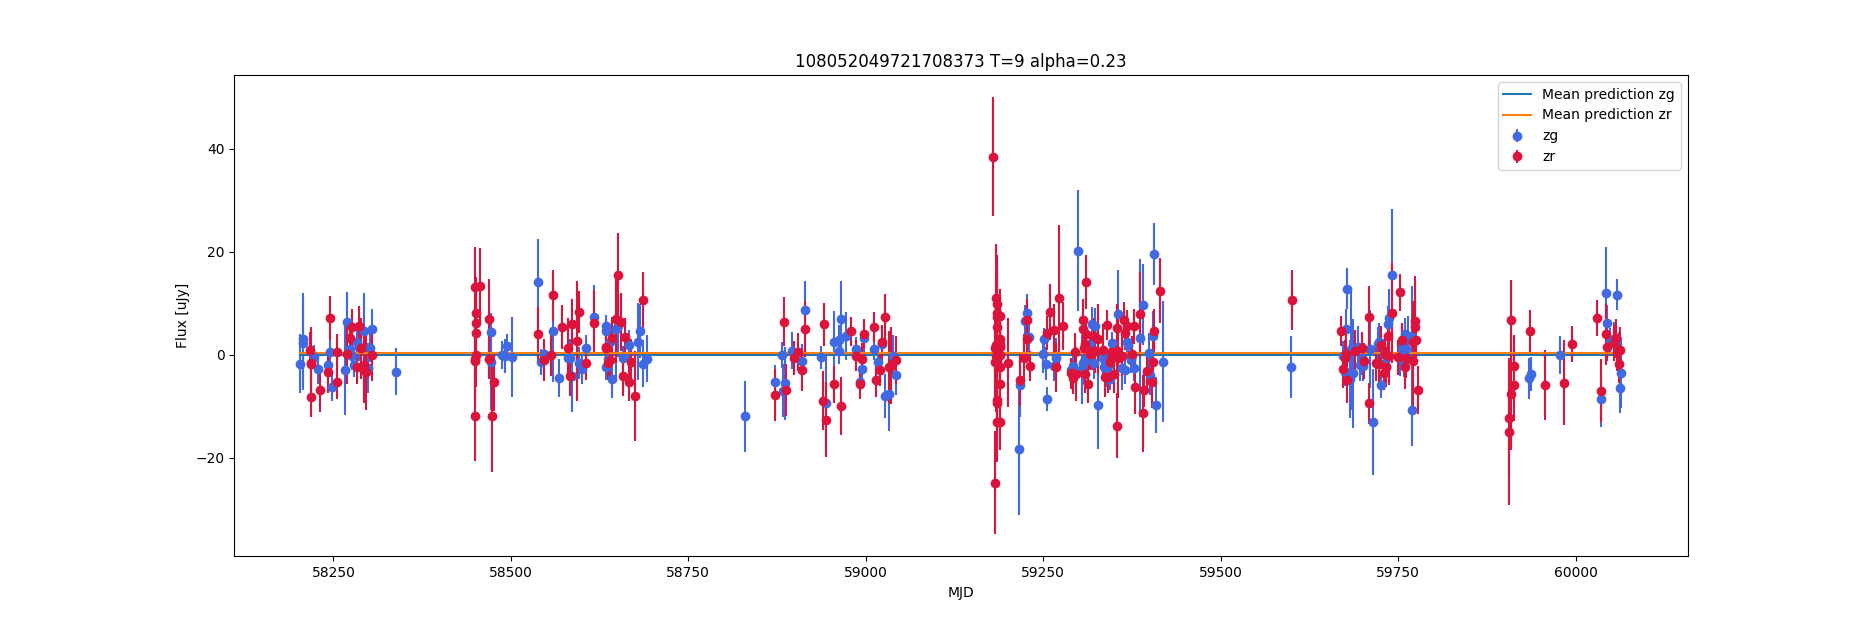 108052049721708373 T=9 alpha=0.23
Mean prediction zg
Mean prediction zr
zg
zr
Flux [uJy]
40
20
0
−20
58250
58500
58750
59000
59250
59500
59750
60000
MJD